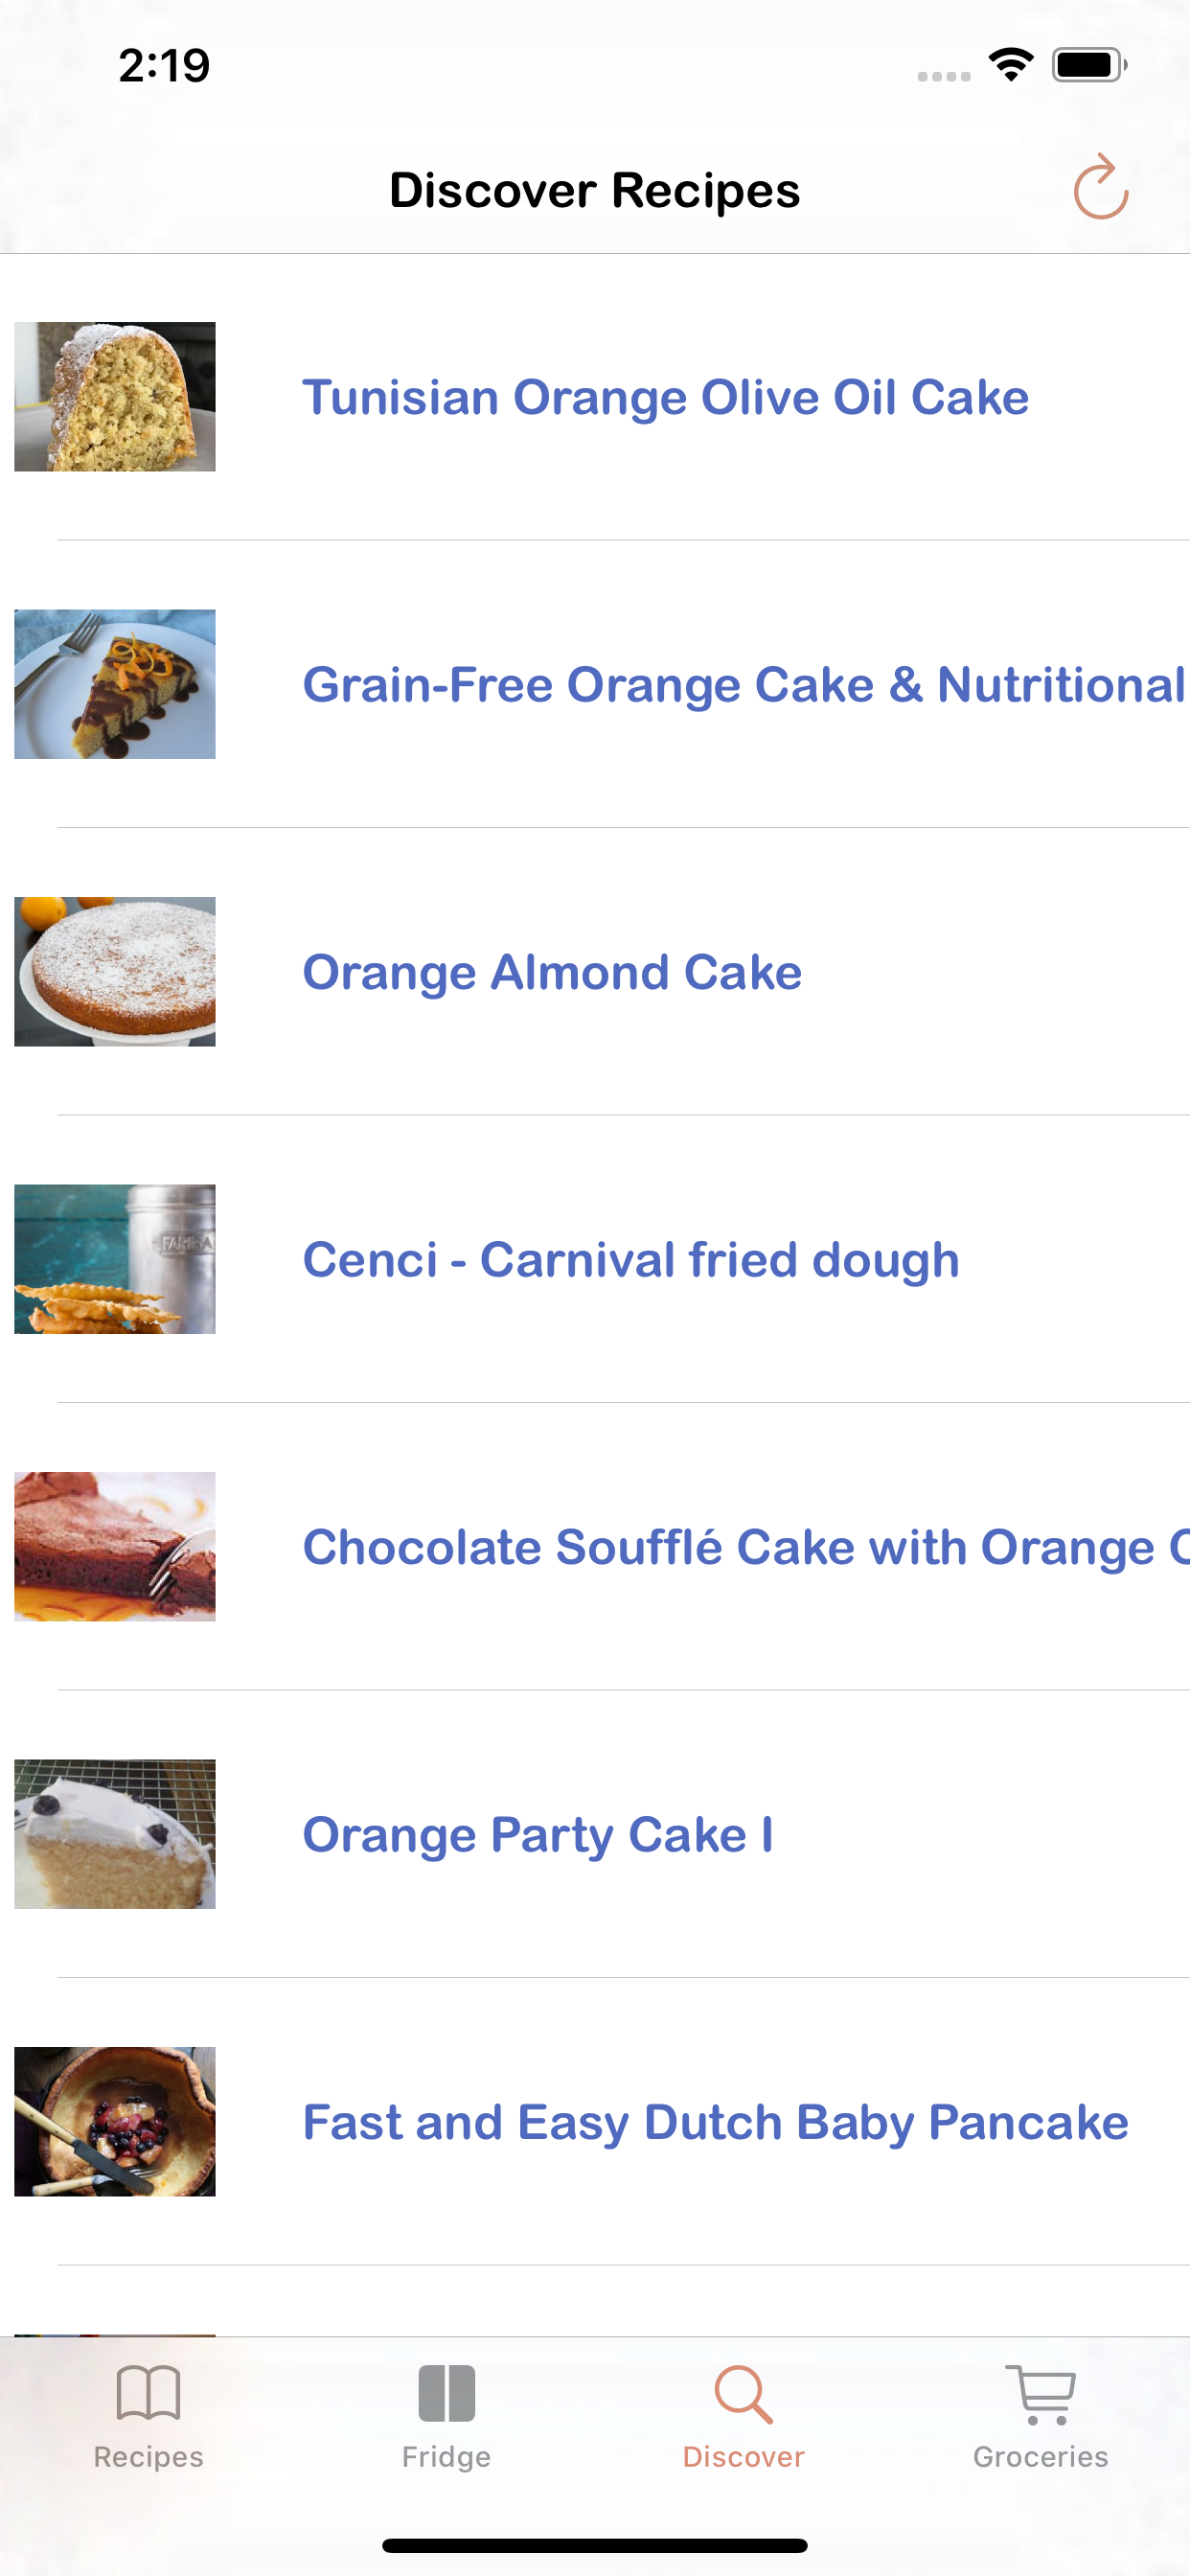 2:19
Discover Recipes
Tunisian Orange Olive Oil Cake
Grain-Free Orange Cake & Nutritional
Orange Almond Cake
Cenci - Carnival fried dough
Chocolate Soufflé Cake with Orange
Orange Party Cake I
Fast and Easy Dutch Baby Pancake
Recipes
Fridge
Discover
Groceries